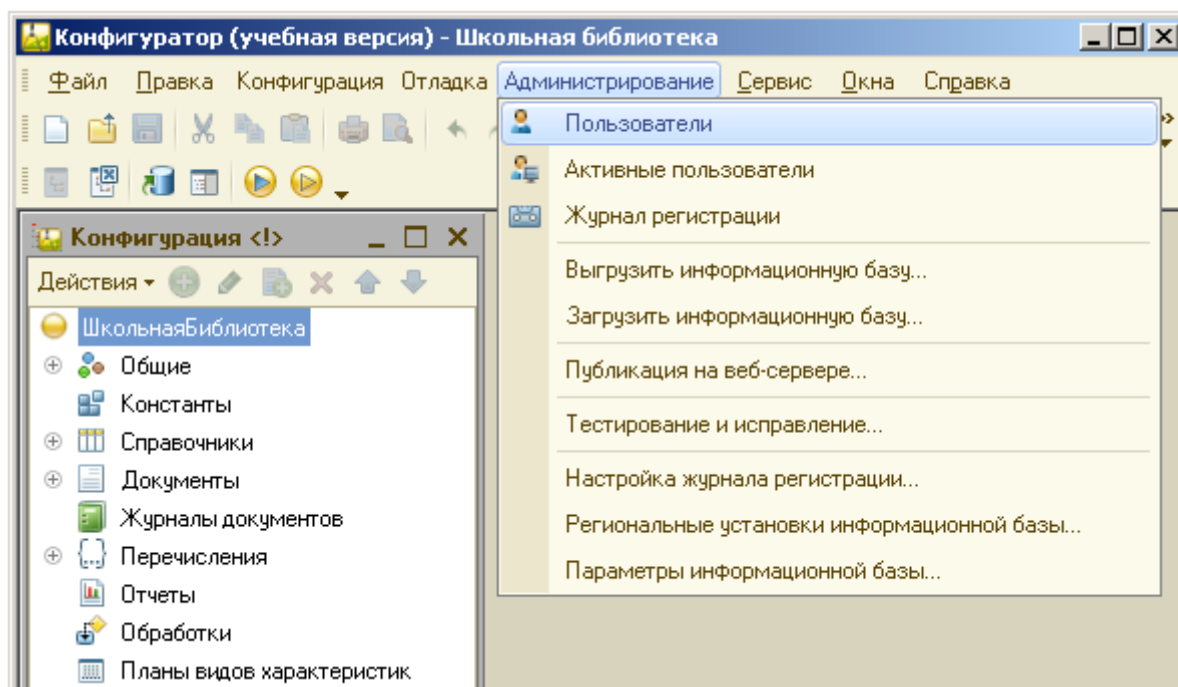 Конфигуратор (учебная версия) - Школьная библиотека
Файл Правка Конфигурация Отладка Администрирование Сервис Окна Справка
Пользователи
Активные пользователи
Журнал регистрации
Выгрузить информационную базу...
Загрузить информационную базу...
Публикация на веб-сервере...
Тестирование и исправление...
Настройка журнала регистрации...
Региональные установки информационной базы...
Параметры информационной базы...
Конфигурация <!>
Действия
ШкольнаяБиблиотека
Общие
Константы
Справочники
Документы
Журналы документов
Перечисления
Отчеты
Обработки
Планы видов характеристик